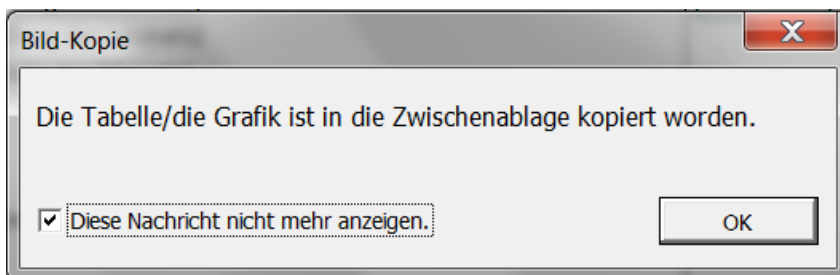 Bild-Kopie
Die Tabelle/die Grafik ist in die Zwischenablage kopiert worden.
Diese Nachricht nicht mehr anzeigen.
OK